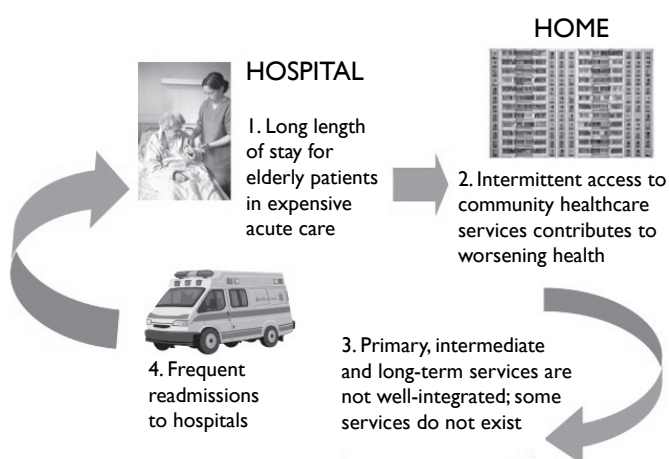 HOSPITAL
1. Long length
of stay for
elderly patients
in expensive
acute care
HOME
2. Intermittent access to
community healthcare
services contributes to
worsening health
3. Primary, intermediate
and long-term services are
not well-integrated; some
services do not exist
4. Frequent
readmissions
to hospitals